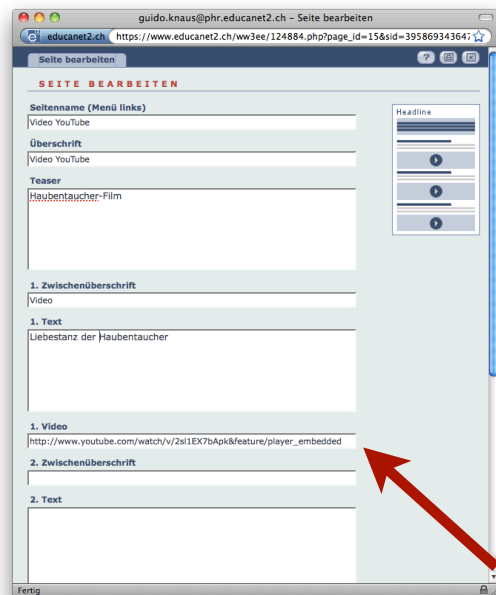 guido.knaus@phr.educanet2.ch – Seite bearbeiten
educanet2.ch https://www.educanet2.ch/ww3ee/124884.php?page_id=15&sid=395869343647
Seite bearbeiten
SEITE BEARBEITEN
Seitenname (Menü links)
Video YouTube
Headline
Überschrift
Video YouTube
Teaser
Haubentaucher-Film
1. Zwischenüberschrift
Video
1. Text
Liebestanz der Haubentaucher
1. Video
http://www.youtube.com/watch/v/2sl1EX7bApk&feature/player_embedded
2. Zwischenüberschrift
2. Text
Fertig